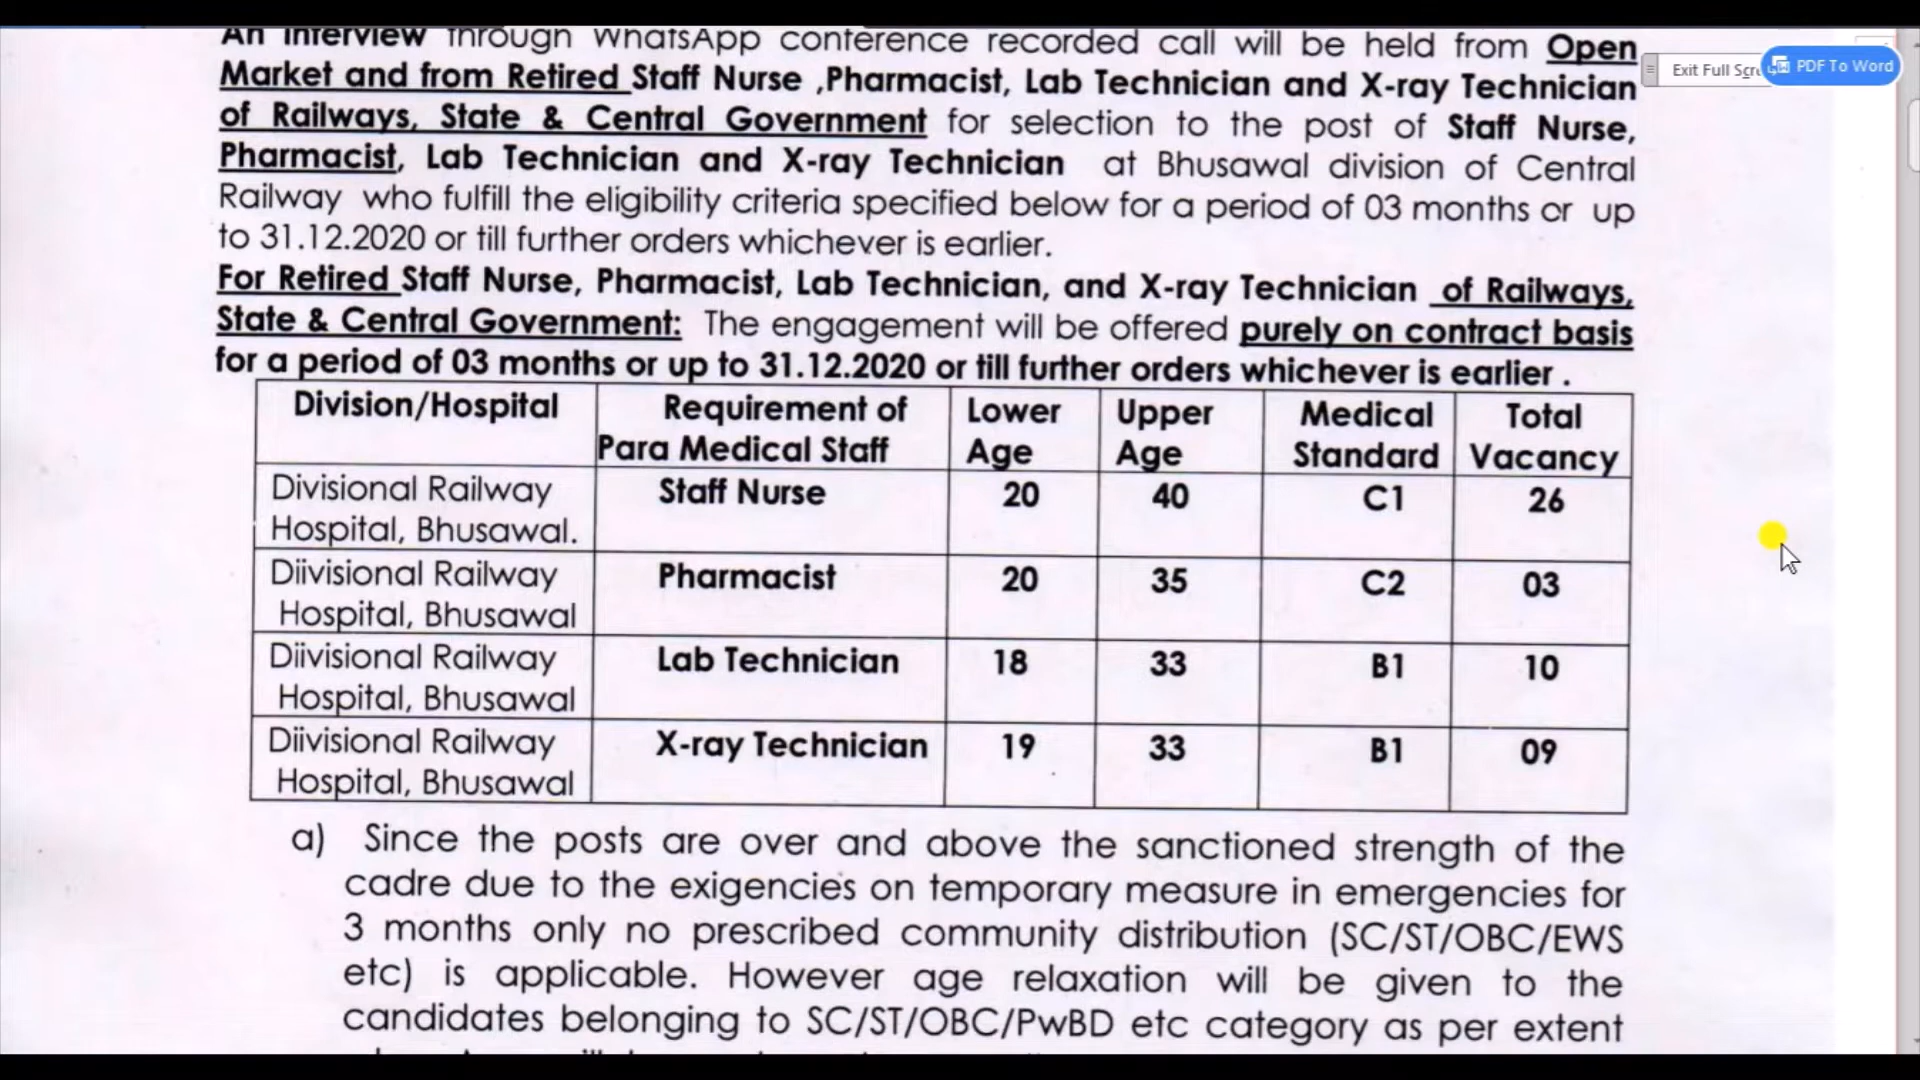 An Interview through WhatsApp conference recorded call will be held from Open
Market and from Retired Staff Nurse ,Pharmacist, Lab Technician and X-ray Technician
of Railways, State & Central Government for selection to the post of Staff Nurse,
Pharmacist, Lab Technician and X-ray Technician at Bhusawal division of Central
Railway who fulfill the eligibility criteria specified below for a period of 03 months or up
to 31.12.2020 or till further orders whichever is earlier.
For Retired Staff Nurse, Pharmacist, Lab Technician, and X-ray Technician of Railways,
State & Central Government: The engagement will be offered purely on contract basis
for a period of 03 months or up to 31.12.2020 or till further orders whichever is earlier .
Division/Hospital Requirement of Para Medical Staff Lower Age Upper Age Medical Standard Total Vacancy
Divisional Railway Hospital, Bhusawal. Staff Nurse 20 40 C1 26
Diivisional Railway Hospital, Bhusawal Pharmacist 20 35 C2 03
Diivisional Railway Hospital, Bhusawal Lab Technician 18 33 B1 10
Diivisional Railway Hospital, Bhusawal X-ray Technician 19 33 B1 09
a) Since the posts are over and above the sanctioned strength of the
cadre due to the exigencies on temporary measure in emergencies for
3 months only no prescribed community distribution (SC/ST/OBC/EWS
etc) is applicable. However age relaxation will be given to the
candidates belonging to SC/ST/OBC/PwBD etc category as per extent
Exit Full
PDF To Word